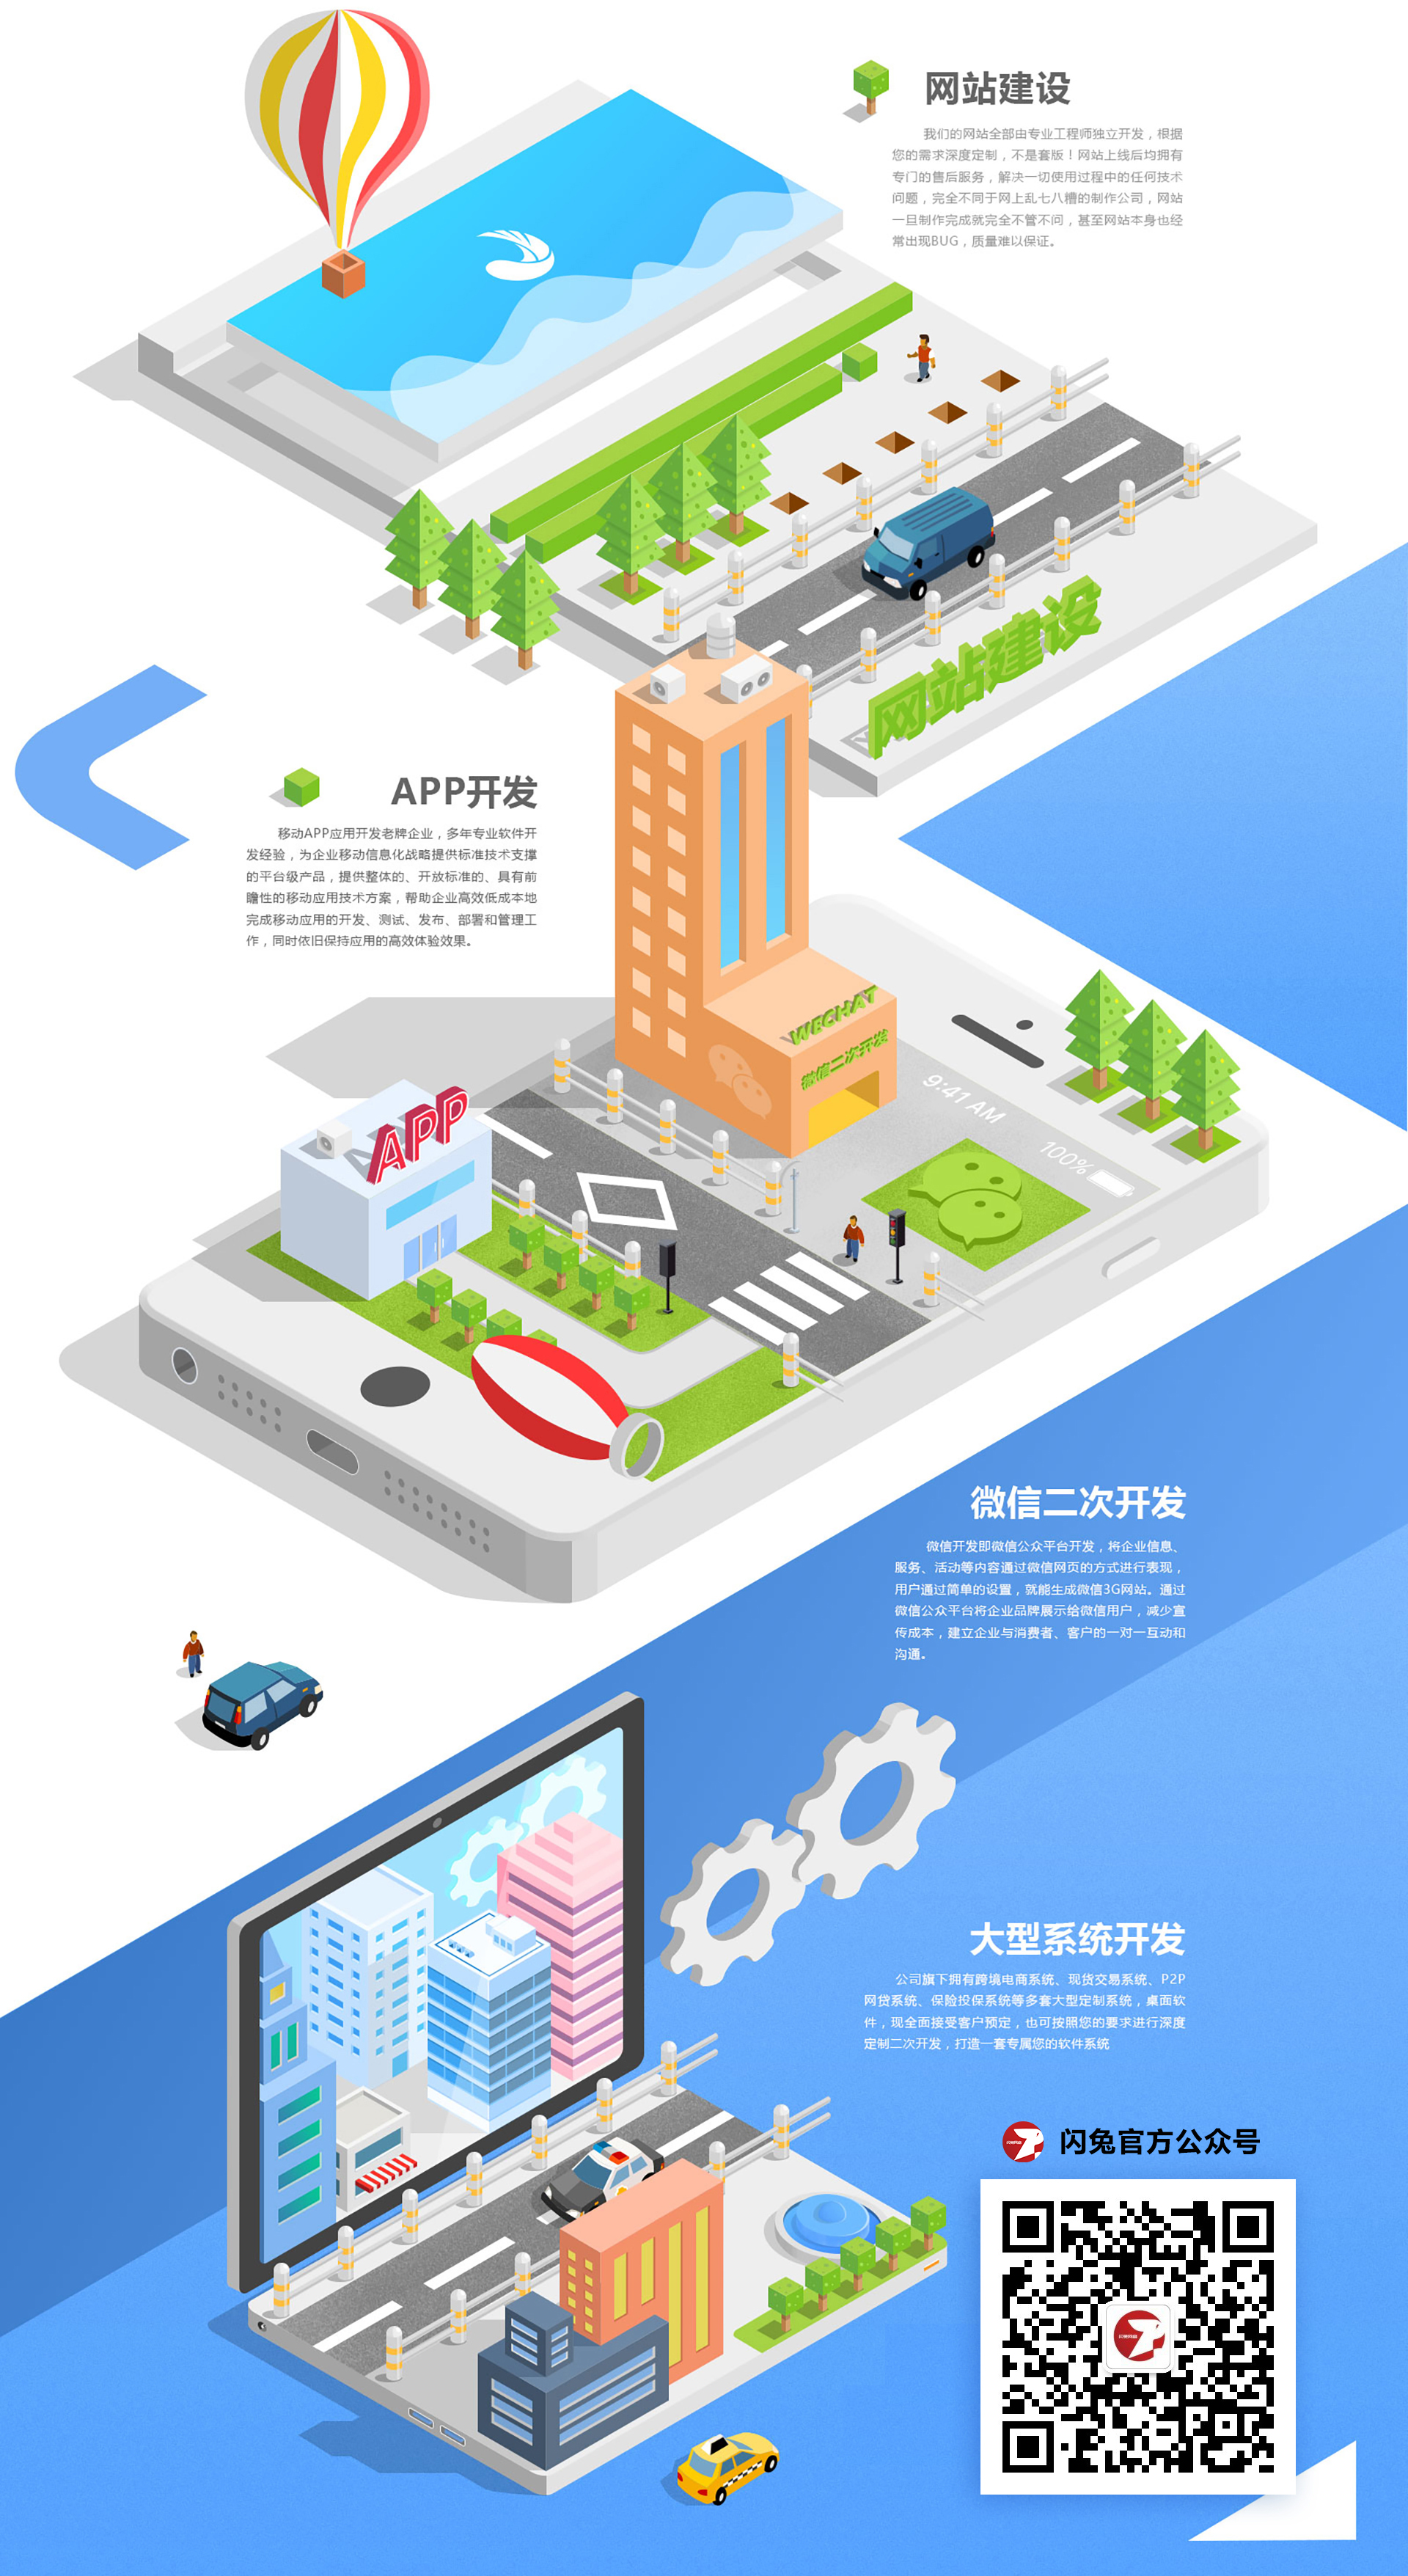 网站建设
我们的网站全部由专业工程师独立开发，根据
您的需求深度定制，不是套版！网站上线后均拥有
专门的售后服务，解决一切使用过程中的任何技术
问题，完全不同于网上乱七八糟的制作公司，网站
一旦制作完成就完全不管不问，甚至网站本身也经
常出现BUG，质量难以保证。
网站建设
APP开发
移动APP应用开发老牌企业，多年专业软件开
发经验，为企业移动信息化战略提供标准技术支撑
的平台级产品，提供整体的、开放标准的、具有前
瞻性的移动应用技术方案，帮助企业高效低成本地
完成移动应用的开发、测试、发布、部署和管理工
作，同时依旧保持应用的高效体验效果。
WECHAT
微信二次开发
9:41 AM
100%
APP
微信二次开发
微信开发即微信公众平台开发，将企业信息、
服务、活动等内容通过微信网页的方式进行表现，
用户通过简单的设置，就能生成微信3G网站。通过
微信公众平台将企业品牌展示给微信用户，减少宣
传成本，建立企业与消费者、客户的一对一互动和
沟通。
大型系统开发
公司旗下拥有跨境电商系统、现货交易系统、P2P
网贷系统、保险投保系统等多套大型定制系统，桌面软
件，现全面接受客户预定，也可按照您的要求进行深度
定制二次开发，打造一套专属您的软件系统
闪兔官方公众号